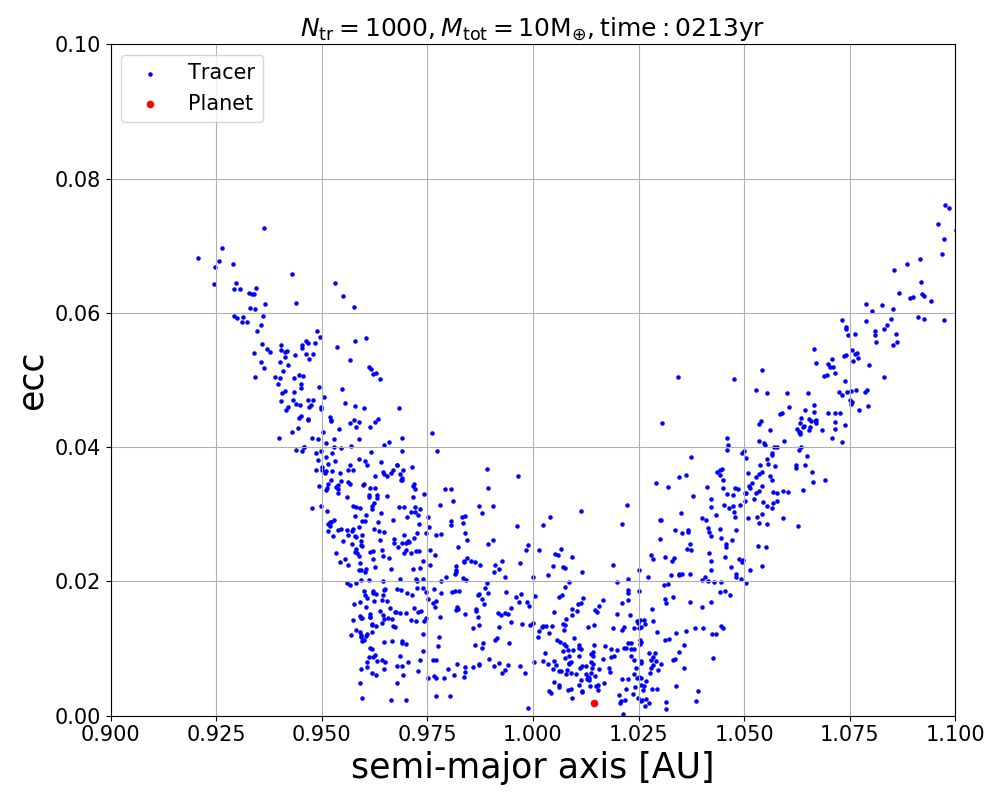 N_tr = 1000, M_tot = 10M_⊕, time : 0213yr
Tracer
Planet
ecc
0.10
0.08
0.06
0.04
0.02
0.00
0.900 0.925 0.950 0.975 1.000 1.025 1.050 1.075 1.100
semi-major axis [AU]